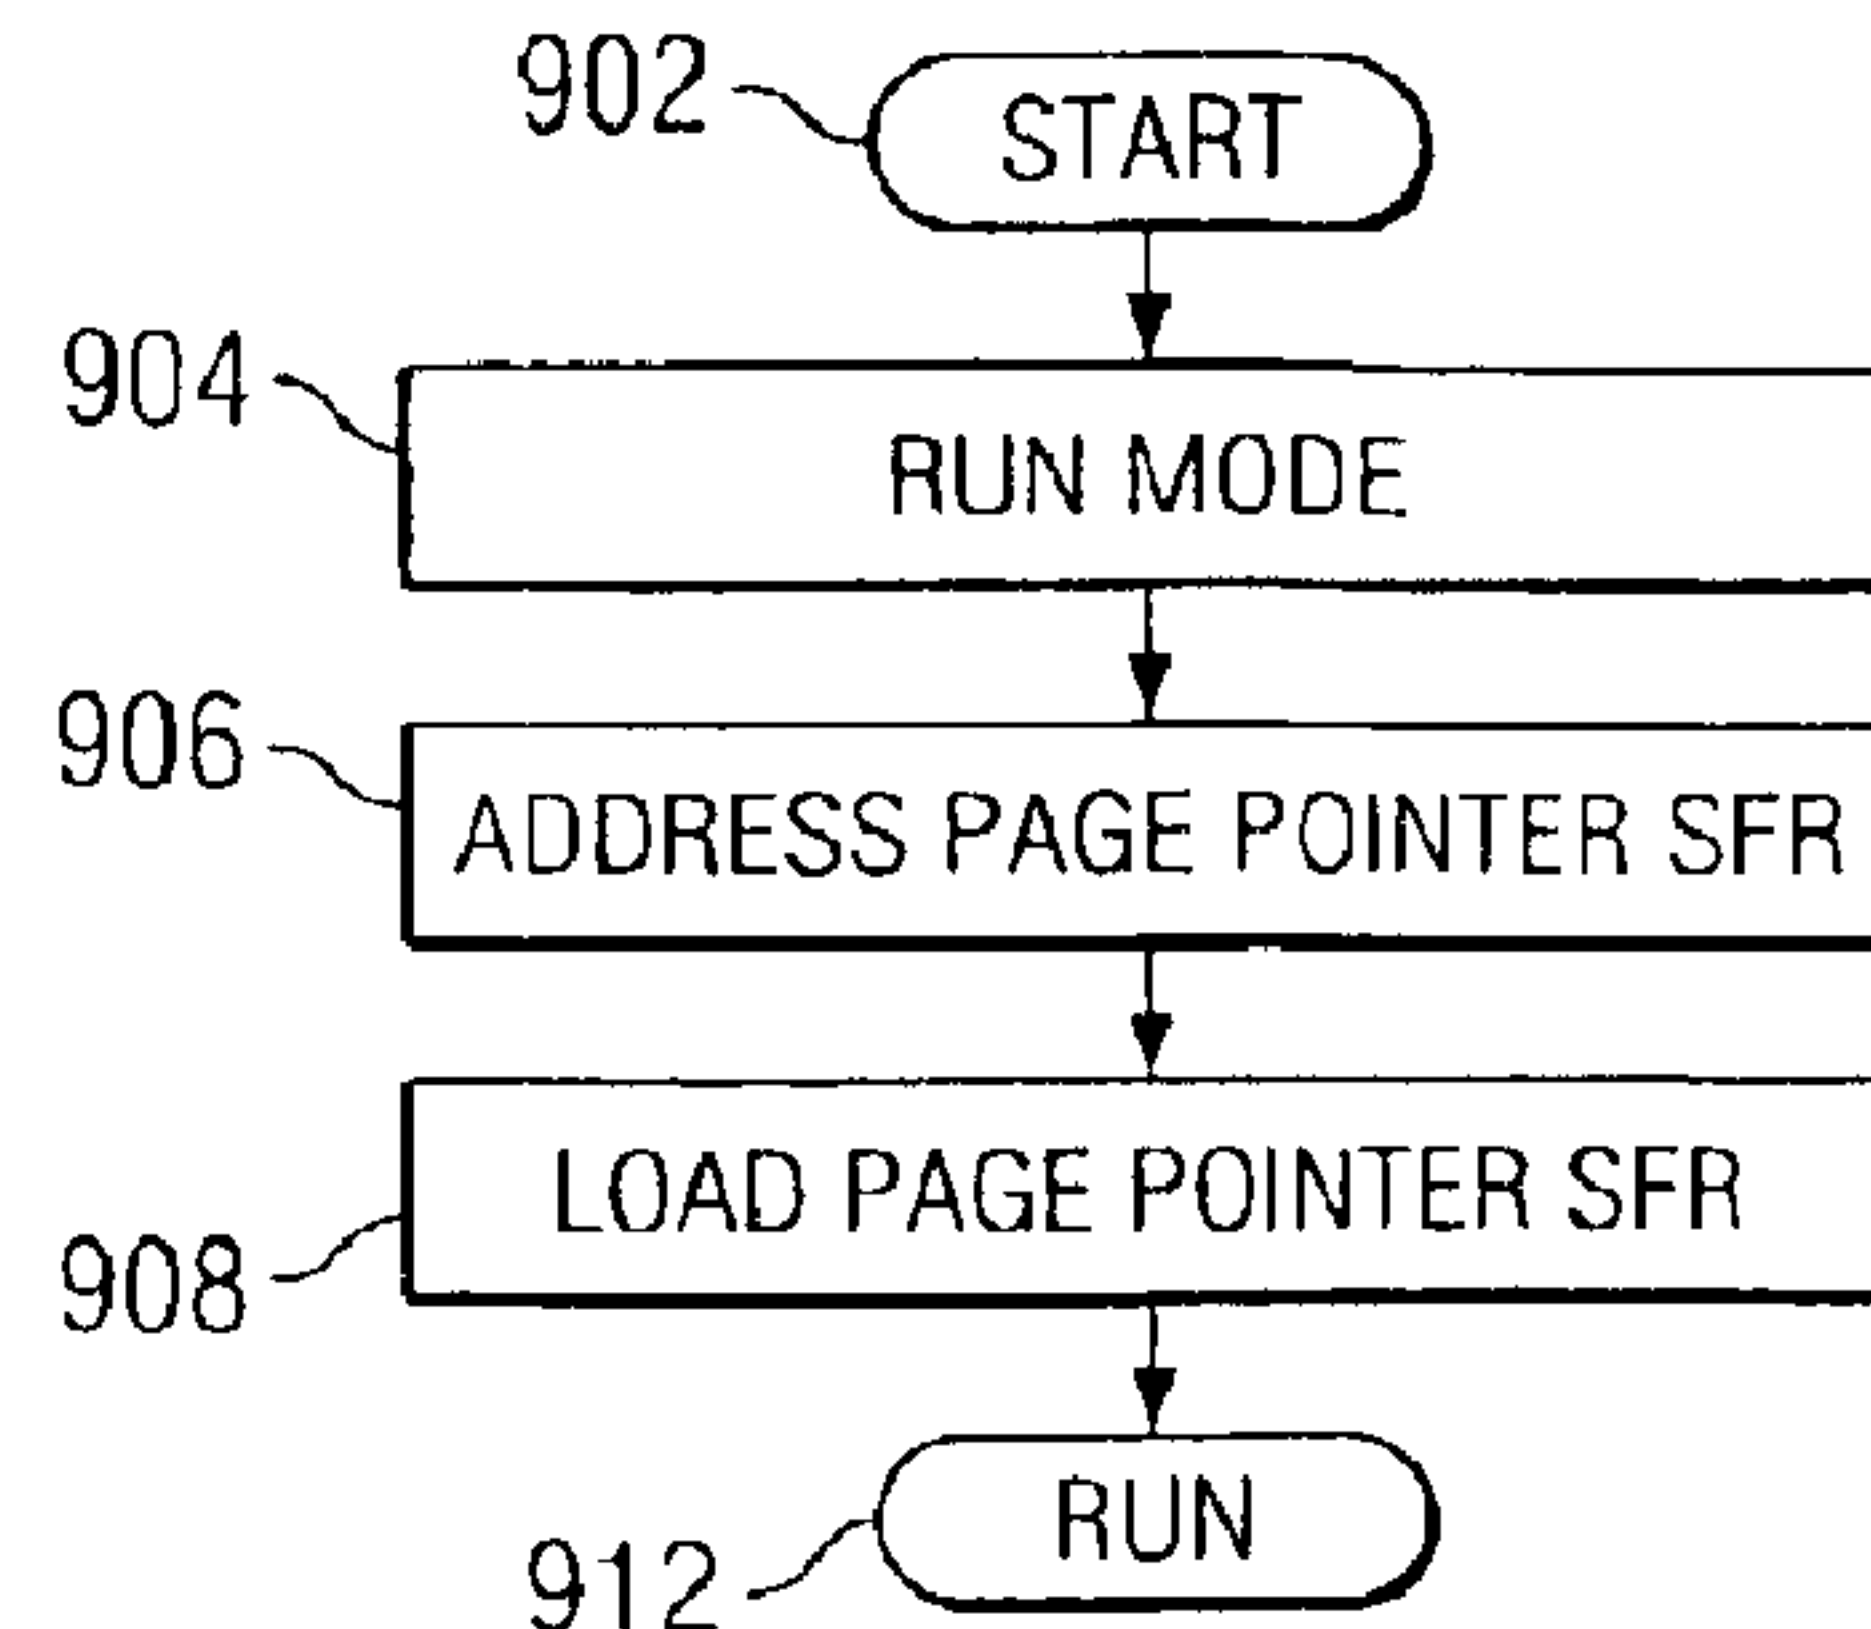 902
START
904
RUN MODE
906
ADDRESS PAGE POINTER SFR
LOAD PAGE POINTER SFR
908
RUN
912